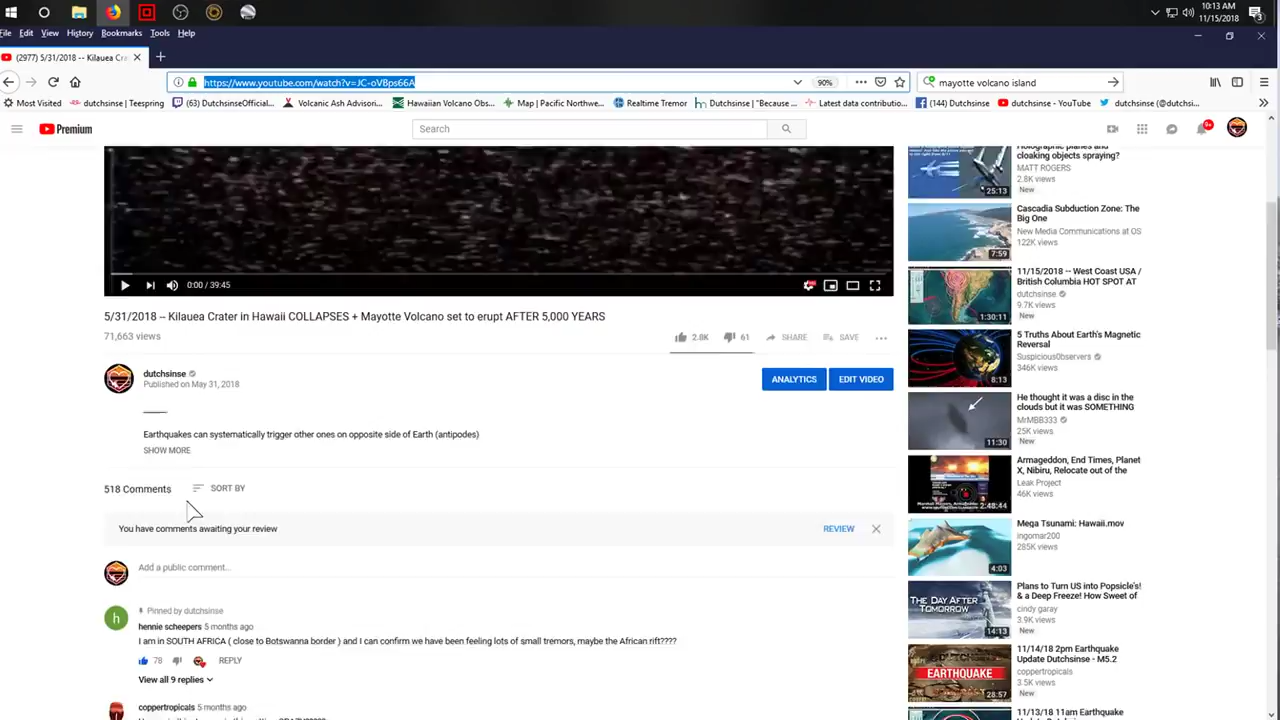 10:13 AM
11/15/2018
File Edit View History Bookmarks Tools Help
(2977) 5/31/2018 -- Kilauea Cra
https://www.youtube.com/watch?v=JC-oVBps66A
90%
mayotte volcano island
Most Visited dutchsinse | Teespring (63) DutchsinseOfficial... Volcanic Ash Advisori... Hawaiian Volcano Obs... Map | Pacific Northwe... Realtime Tremor Dutchsinse | "Because ... Latest contributio... (144) Dutchsinse dutchsinse - YouTube dutchsinse (@dutchsi...
Premium
Search
9+
0:00 / 39:45
5/31/2018 -- Kilauea Crater in Hawaii COLLAPSES + Mayotte Volcano set to erupt AFTER 5,000 YEARS
71,663 views
2.8K 61 SHARE SAVE
dutchsinse
Published on May 31, 2018
ANALYTICS EDIT VIDEO
Earthquakes can systematically trigger other ones on opposite side of Earth (antipodes)
SHOW MORE
518 Comments SORT BY
You have comments awaiting your review
REVIEW
Add a public comment...
Pinned by dutchsinse
hennie scheepers 5 months ago
I am in SOUTH AFRICA ( close to Botswanna border ) and I can confirm we have been feeling lots of small tremors, maybe the African rift????
78 REPLY
View all 9 replies
coppertropicals 5 months ago
Holographic planes and
cloaking objects spraying?
MATT ROGERS
2.8K views
New
25:13
Cascadia Subduction Zone: The
Big One
New Media Communications at OS
122K views
7:59
11/15/2018 -- West Coast USA /
British Columbia HOT SPOT AT
dutchsinse
9.7K views
New
1:30:11
5 Truths About Earth's Magnetic
Reversal
Suspicious0bservers
346K views
8:13
He thought it was a disc in the
clouds but it was SOMETHING
MrMBB333
25K views
New
11:30
Armageddon, End Times, Planet
X, Nibiru, Relocate out of the
Leak Project
46K views
2:48:44
Mega Tsunami: Hawaii.mov
ingomar200
285K views
4:03
Plans to Turn US into Popsicle's!
& a Deep Freeze! How Sweet of
cindy garay
3.9K views
New
THE DAY AFTER
TOMORROW
14:13
11/14/18 2pm Earthquake
Update Dutchsinse - M5.2
coppertropicals
3.5K views
New
EARTHQUAKE
28:57
11/13/18 11am Earthquake